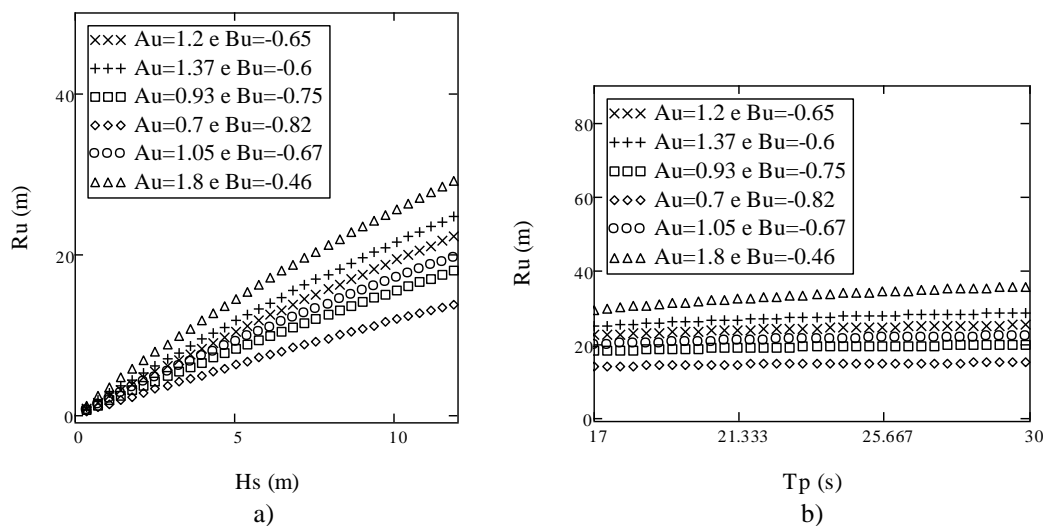 Ru (m)
40
20
0
Au=1.2 e Bu=-0.65
Au=1.37 e Bu=-0.6
Au=0.93 e Bu=-0.75
Au=0.7 e Bu=-0.82
Au=1.05 e Bu=-0.67
Au=1.8 e Bu=-0.46
0 5 10
Hs (m)
a)
Ru (m)
80
60
40
20
0
Au=1.2 e Bu=-0.65
Au=1.37 e Bu=-0.6
Au=0.93 e Bu=-0.75
Au=0.7 e Bu=-0.82
Au=1.05 e Bu=-0.67
Au=1.8 e Bu=-0.46
17 21.333 25.667 30
Tp (s)
b)